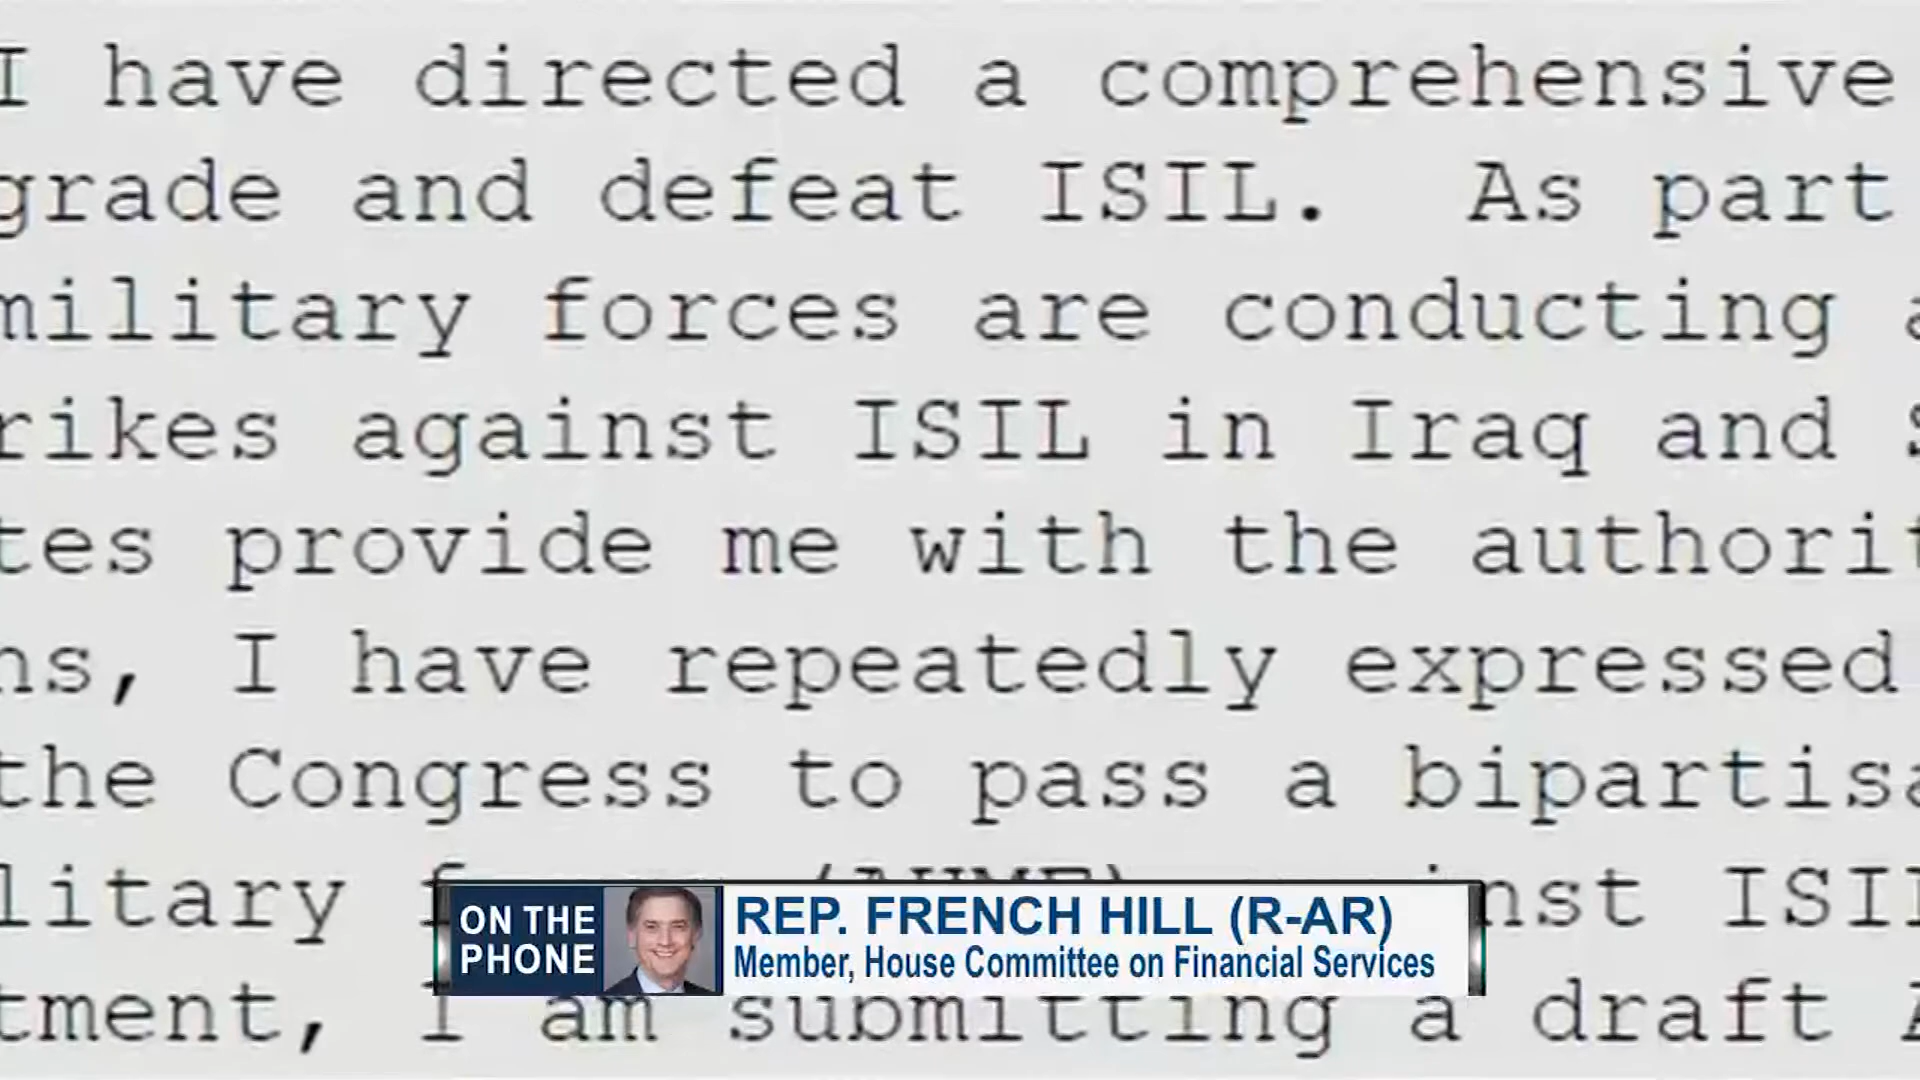 I have directed a comprehensive
grade and defeat ISIL. As part
military forces are conducting a
rikes against ISIL in Iraq and S
tes provide me with the authorit
ns, I have repeatedly expressed
the Congress to pass a bipartisa
litary (AUMF) inst ISIL
tment, I am submitting a draft A
ON THE
PHONE
REP. FRENCH HILL (R-AR)
Member, House Committee on Financial Services